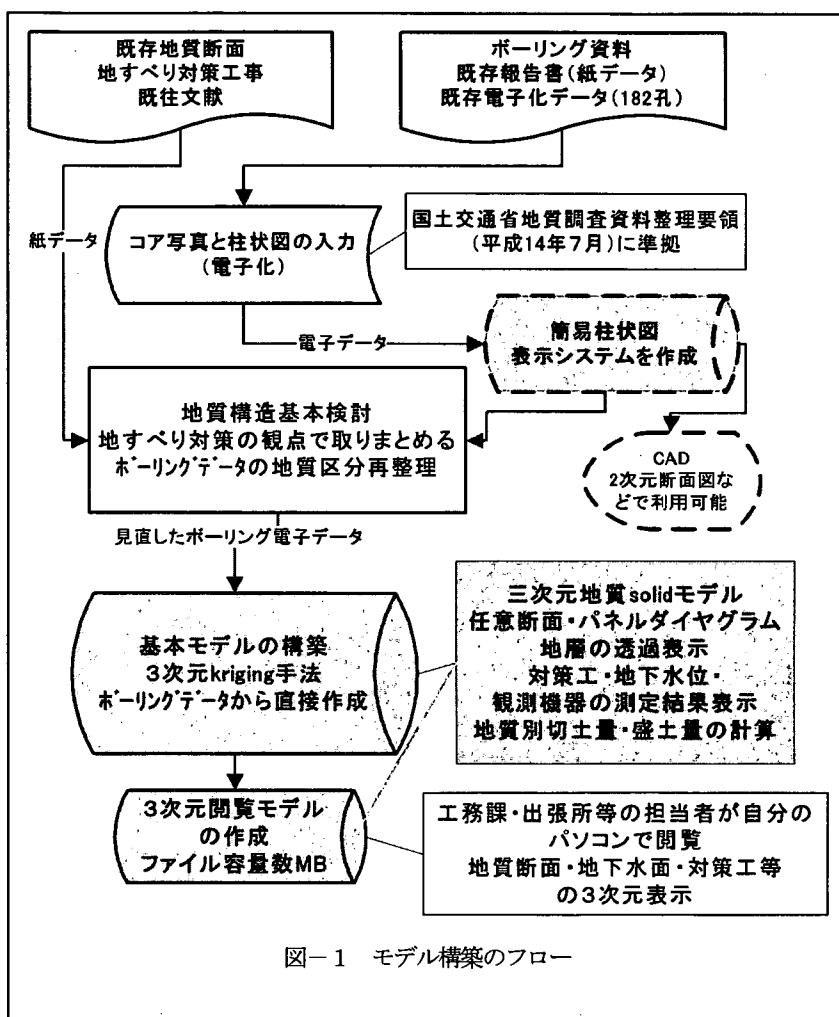 既存地質断面
地すべり対策工事
既往文献
ボーリング資料
既存報告書(紙データ)
既存電子化データ(182孔)
紙データ
コア写真と柱状図の入力
(電子化)
国土交通省地質調査資料整理要領
(平成14年7月)に準拠
電子データ
簡易柱状図
表示システムを作成
地質構造基本検討
地すべり対策の観点で取りまとめる
ボーリングデータの地質区分再整理
CAD
2次元断面図な
どで利用可能
見直したボーリング電子データ
基本モデルの構築
3次元kriging手法
ボーリングデータから直接作成
三次元地質solidモデル
任意断面・パネルダイヤグラム
地層の透過表示
対策工・地下水位・
観測機器の測定結果表示
地質別切土量・盛土量の計算
3次元閲覧モデル
の作成
ファイル容量数MB
工務課・出張所等の担当者が自分の
パソコンで閲覧
地質断面・地下水面・対策工等
の3次元表示
図-1 モデル構築のフロー